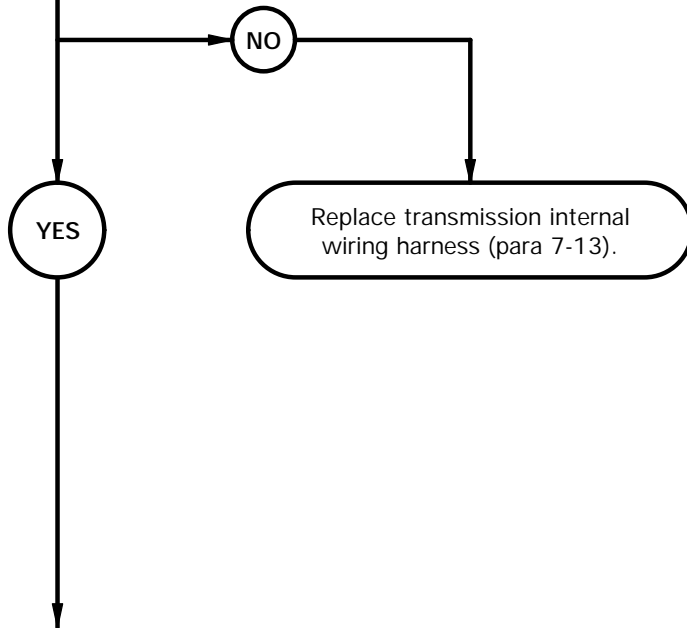 NO
YES
Replace transmission internal
wiring harness (para 7-13).